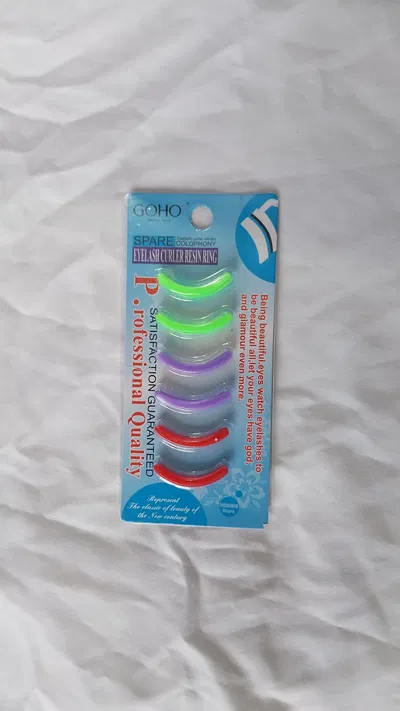 GOHO
SPARE
COLOPHONY
EYELASH CURLER RESIN RING
P.rofessional Quality
SATISFACTION GUARANTEED
Being beautiful,eyes watch eyelashes to
be beautiful all,let your eyes have god,
and glamour even more.
Represent
The classic of beauty of
the New century